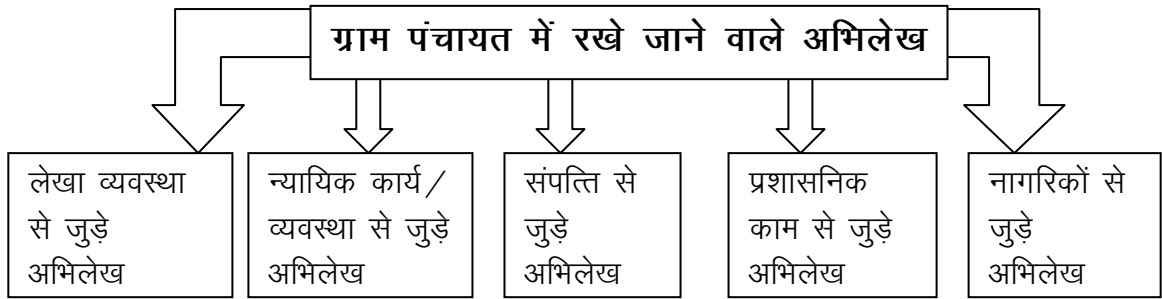 ग्राम पंचायत में रखे जाने वाले अभिलेख
लेखा व्यवस्था
से जुड़े
अभिलेख
न्यायिक कार्य/
व्यवस्था से जुड़े
अभिलेख
संपत्ति से
जुड़े
अभिलेख
प्रशासनिक
काम से जुड़े
अभिलेख
नागरिकों से
जुड़े
अभिलेख